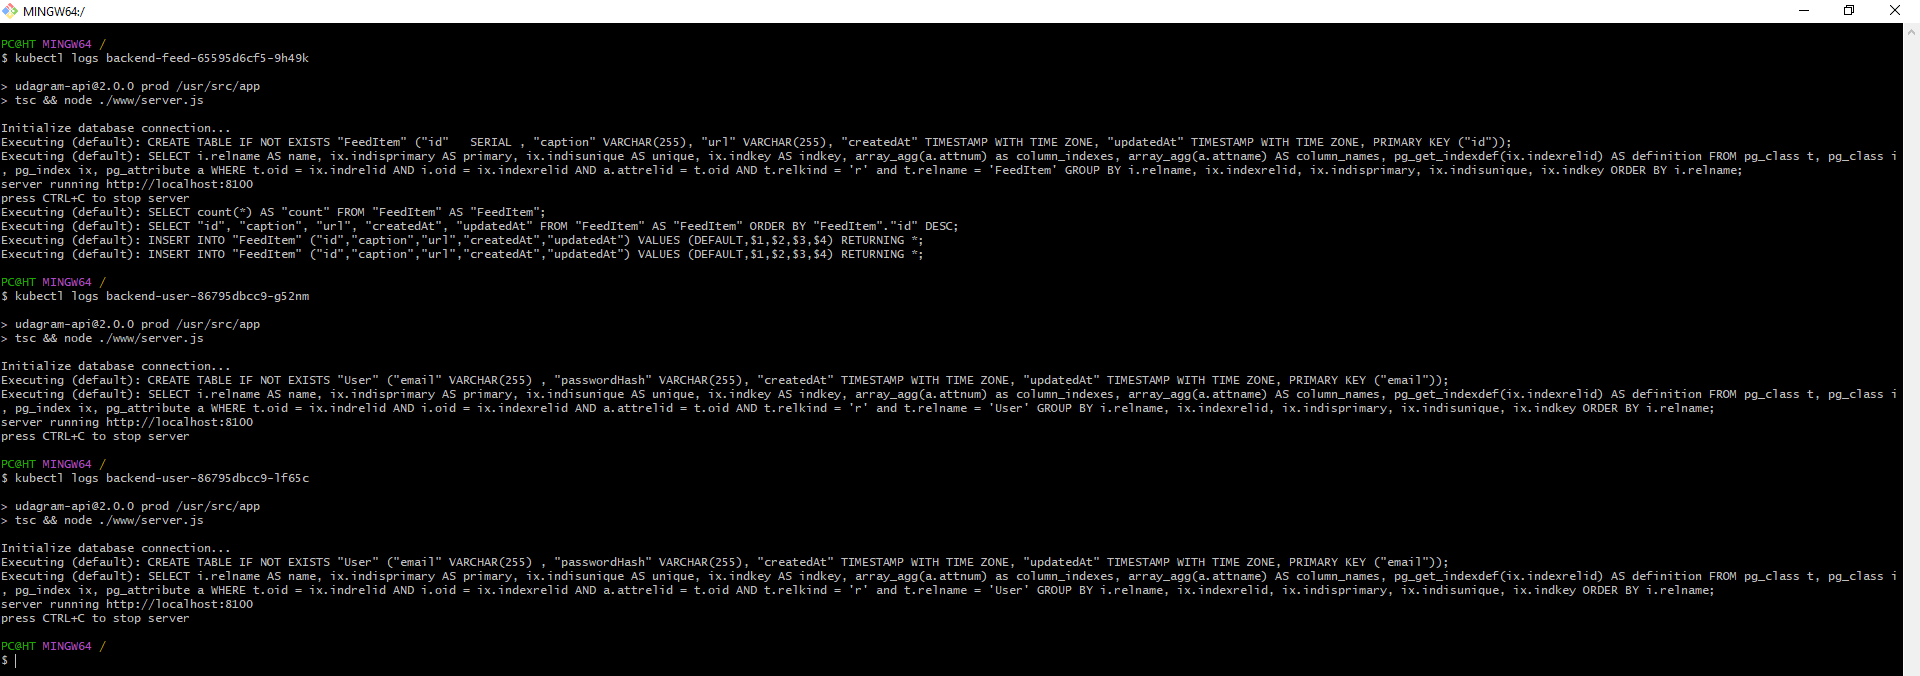 MINGW64:/
PC@HT MINGW64 /
$ kubectl logs backend-feed-65595d6cf5-9h49k
> udagram-api@2.0.0 prod /usr/src/app
> tsc && node ./www/server.js
Initialize database connection...
Executing (default): CREATE TABLE IF NOT EXISTS "FeedItem" ("id"   SERIAL , "caption" VARCHAR(255), "url" VARCHAR(255), "createdAt" TIMESTAMP WITH TIME ZONE, "updatedAt" TIMESTAMP WITH TIME ZONE, PRIMARY KEY ("id"));
Executing (default): SELECT i.relname AS name, ix.indisprimary AS primary, ix.indisunique AS unique, ix.indkey AS indkey, array_agg(a.attnum) as column_indexes, array_agg(a.attname) AS column_names, pg_get_indexdef(ix.indexrelid) AS definition FROM pg_class t, pg_class i
, pg_index ix, pg_attribute a WHERE t.oid = ix.indrelid AND i.oid = ix.indexrelid AND a.attrelid = t.oid AND t.relkind = 'r' and t.relname = 'FeedItem' GROUP BY i.relname, ix.indexrelid, ix.indisprimary, ix.indisunique, ix.indkey ORDER BY i.relname;
server running http://localhost:8100
press CTRL+C to stop server
Executing (default): SELECT count(*) AS "count" FROM "FeedItem" AS "FeedItem";
Executing (default): SELECT "id", "caption", "url", "createdAt", "updatedAt" FROM "FeedItem" AS "FeedItem" ORDER BY "FeedItem"."id" DESC;
Executing (default): INSERT INTO "FeedItem" ("id","caption","url","createdAt","updatedAt") VALUES (DEFAULT,$1,$2,$3,$4) RETURNING *;
Executing (default): INSERT INTO "FeedItem" ("id","caption","url","createdAt","updatedAt") VALUES (DEFAULT,$1,$2,$3,$4) RETURNING *;
PC@HT MINGW64 /
$ kubectl logs backend-user-86795dbcc9-g52nm
> udagram-api@2.0.0 prod /usr/src/app
> tsc && node ./www/server.js
Initialize database connection...
Executing (default): CREATE TABLE IF NOT EXISTS "User" ("email" VARCHAR(255) , "passwordHash" VARCHAR(255), "createdAt" TIMESTAMP WITH TIME ZONE, "updatedAt" TIMESTAMP WITH TIME ZONE, PRIMARY KEY ("email"));
Executing (default): SELECT i.relname AS name, ix.indisprimary AS primary, ix.indisunique AS unique, ix.indkey AS indkey, array_agg(a.attnum) as column_indexes, array_agg(a.attname) AS column_names, pg_get_indexdef(ix.indexrelid) AS definition FROM pg_class t, pg_class i
, pg_index ix, pg_attribute a WHERE t.oid = ix.indrelid AND i.oid = ix.indexrelid AND a.attrelid = t.oid AND t.relkind = 'r' and t.relname = 'User' GROUP BY i.relname, ix.indexrelid, ix.indisprimary, ix.indisunique, ix.indkey ORDER BY i.relname;
server running http://localhost:8100
press CTRL+C to stop server
PC@HT MINGW64 /
$ kubectl logs backend-user-86795dbcc9-lf65c
> udagram-api@2.0.0 prod /usr/src/app
> tsc && node ./www/server.js
Initialize database connection...
Executing (default): CREATE TABLE IF NOT EXISTS "User" ("email" VARCHAR(255) , "passwordHash" VARCHAR(255), "createdAt" TIMESTAMP WITH TIME ZONE, "updatedAt" TIMESTAMP WITH TIME ZONE, PRIMARY KEY ("email"));
Executing (default): SELECT i.relname AS name, ix.indisprimary AS primary, ix.indisunique AS unique, ix.indkey AS indkey, array_agg(a.attnum) as column_indexes, array_agg(a.attname) AS column_names, pg_get_indexdef(ix.indexrelid) AS definition FROM pg_class t, pg_class i
, pg_index ix, pg_attribute a WHERE t.oid = ix.indrelid AND i.oid = ix.indexrelid AND a.attrelid = t.oid AND t.relkind = 'r' and t.relname = 'User' GROUP BY i.relname, ix.indexrelid, ix.indisprimary, ix.indisunique, ix.indkey ORDER BY i.relname;
server running http://localhost:8100
press CTRL+C to stop server
PC@HT MINGW64 /
$